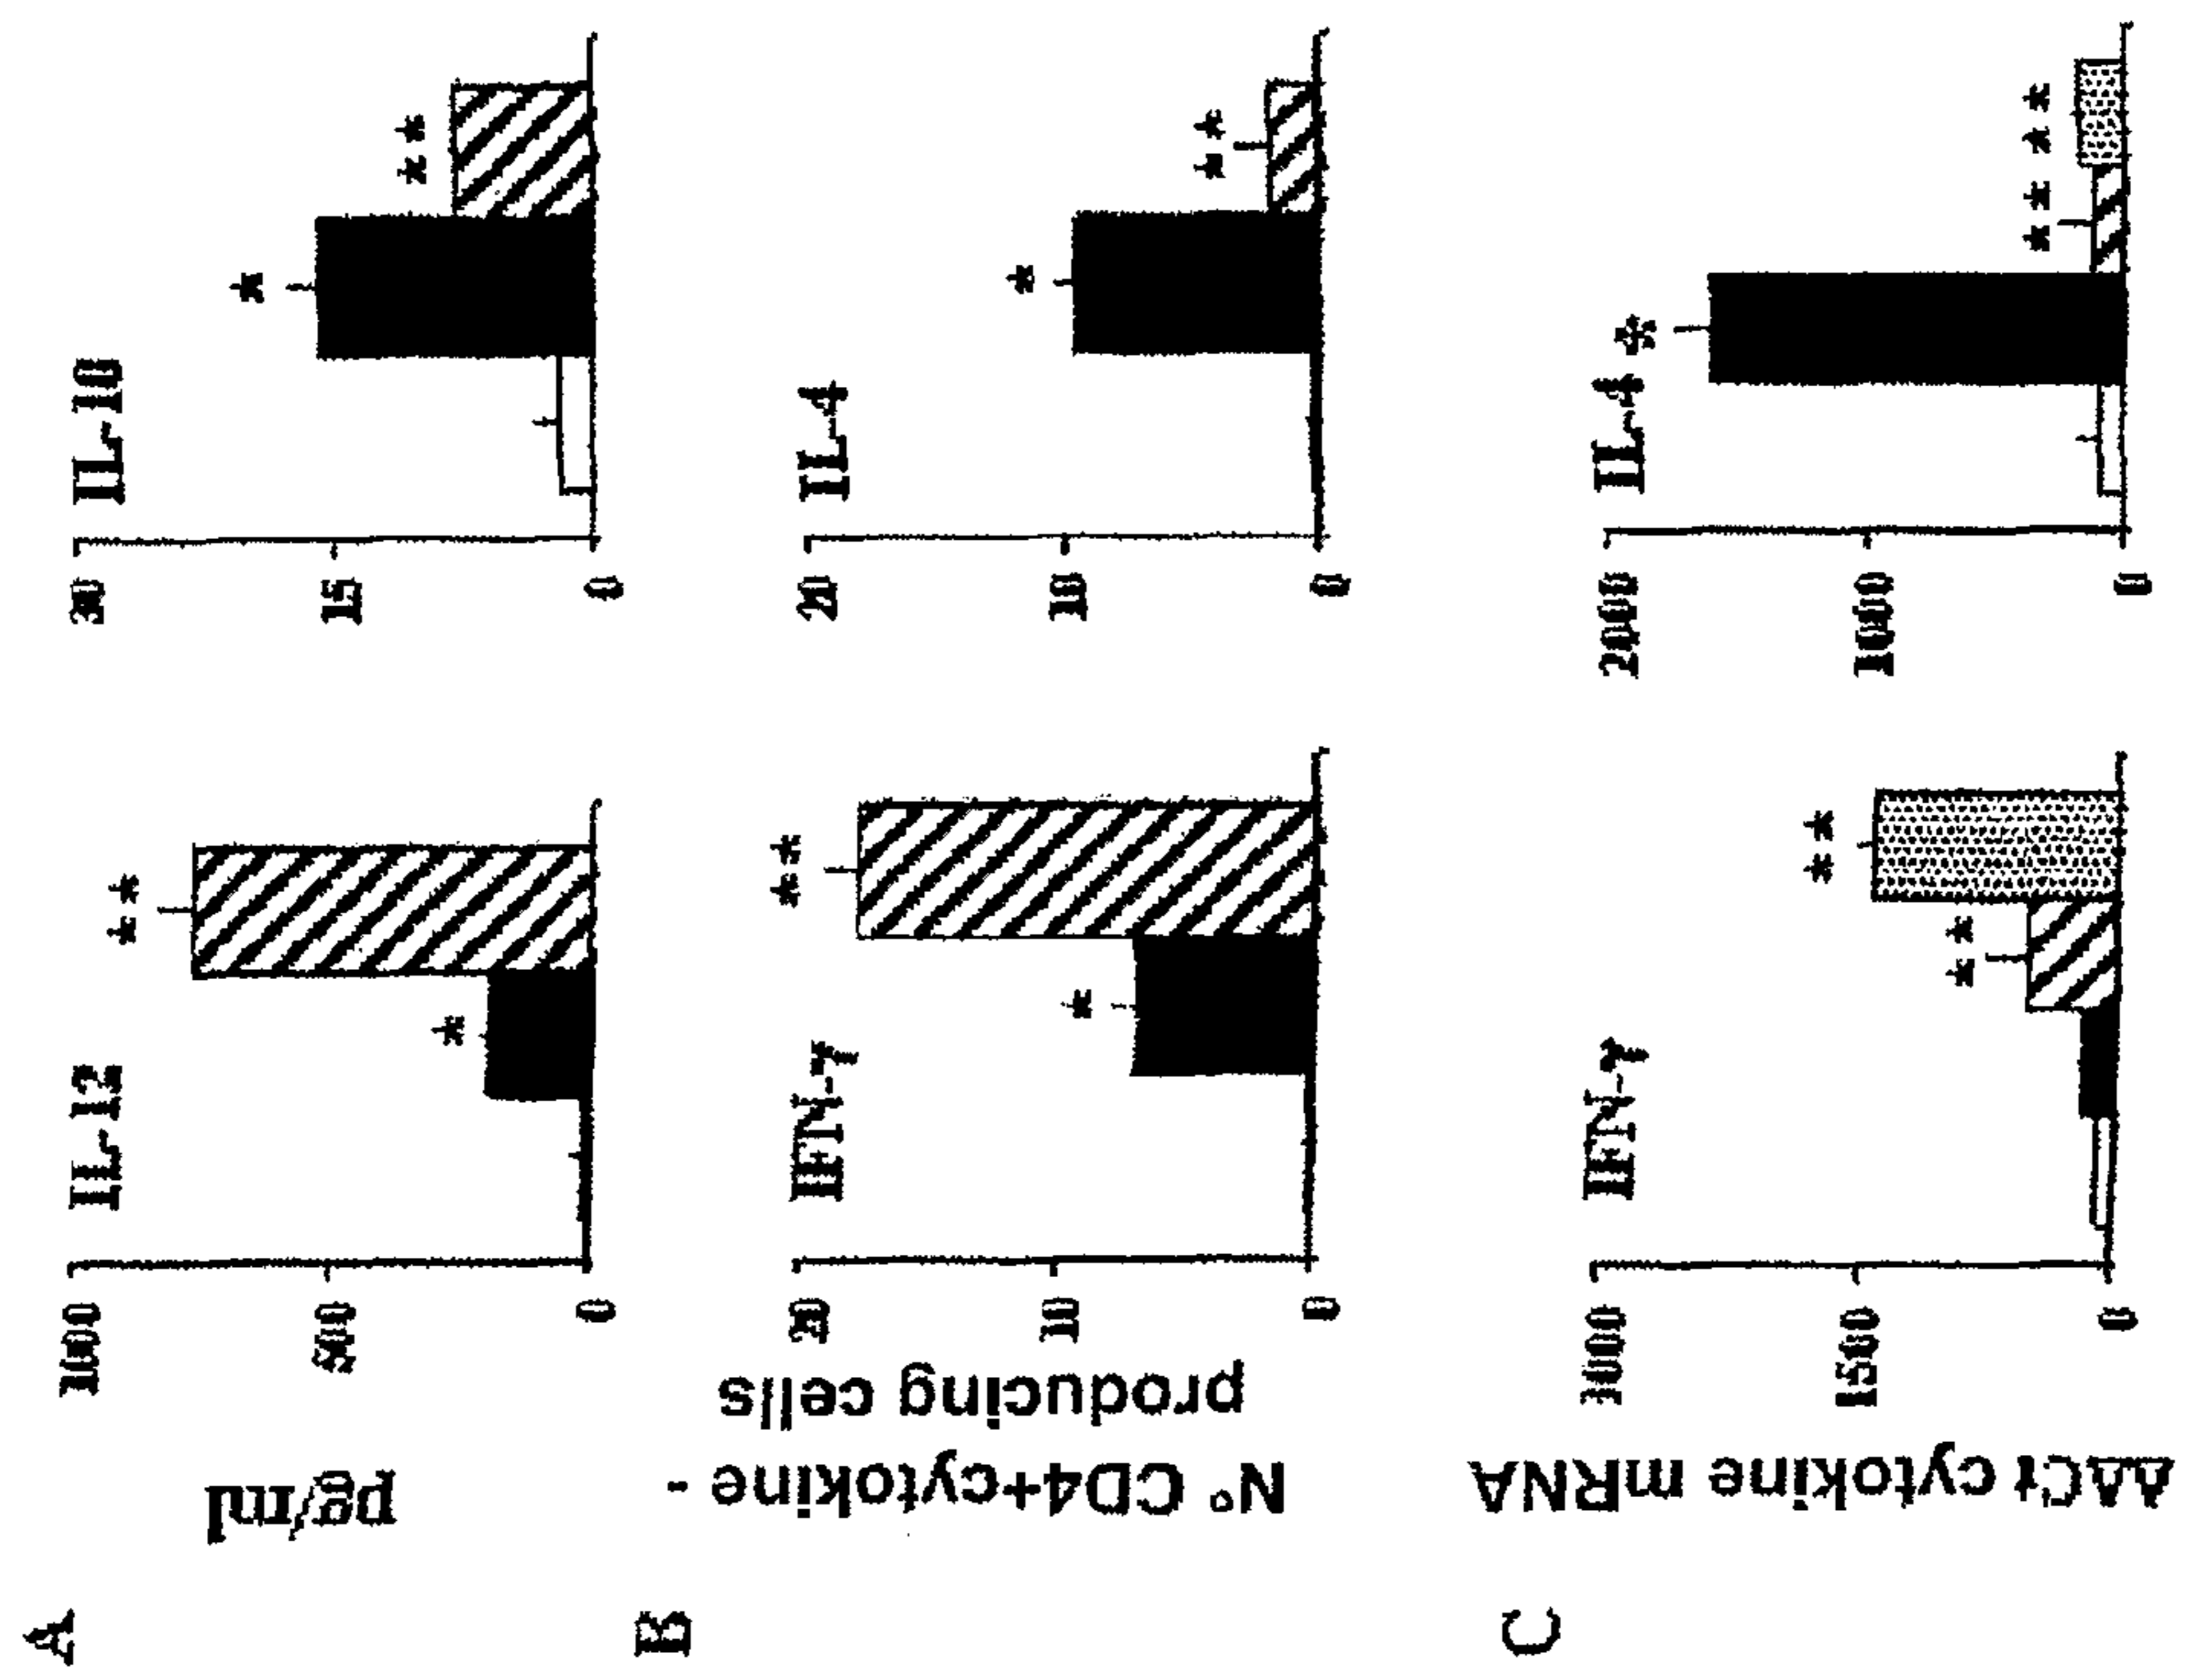 A
pg/ml
IL-12
1000
500
0
**
*
IL-10
30
15
0
*
**
B
N° CD4+cytokine -
producing cells
IFN-γ
20
10
0
*
**
IL-4
20
10
0
*
**
C
ΔΔCt cytokine mRNA
IFN-γ
3000
1500
0
**
**
IL-4
2000
1000
0
*
**
**